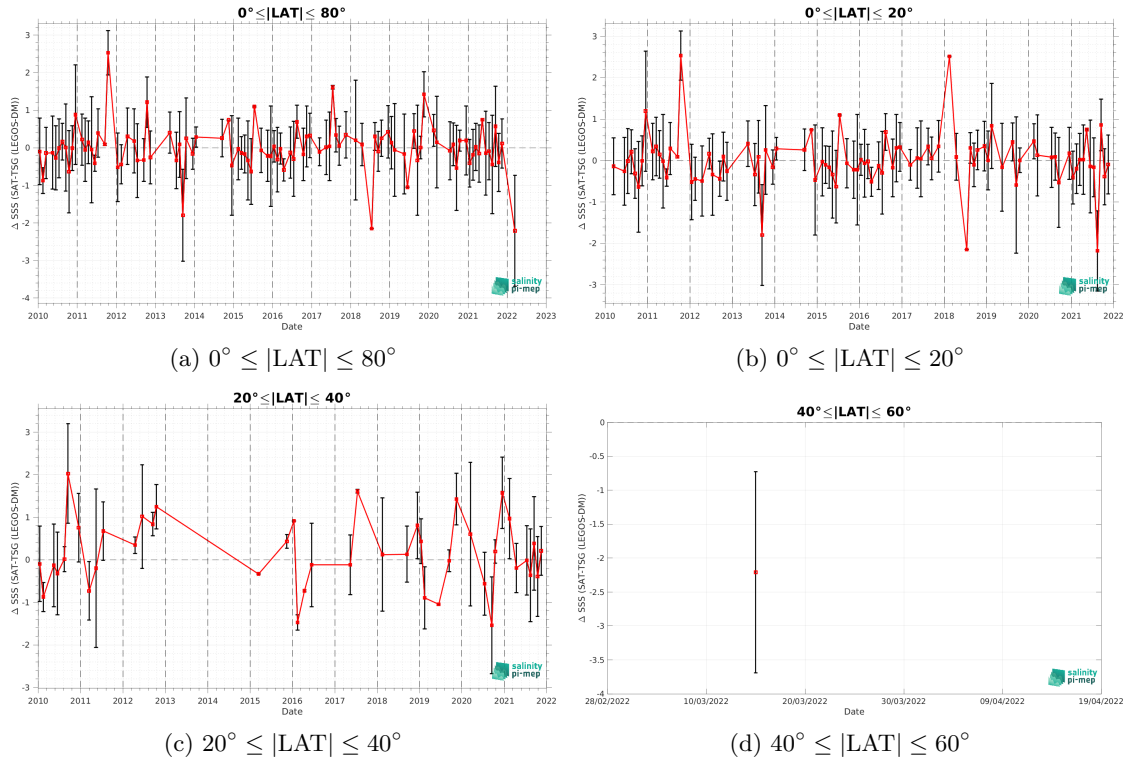 0°≤|LAT|≤ 80°
Δ SSS (SAT-TSG (LEGOS-DM))
3
2
1
0
-1
-2
-3
-4
2010 2011 2012 2013 2014 2015 2016 2017 2018 2019 2020 2021 2022 2023
Date
salinity
pi-mep
(a) 0° ≤ |LAT| ≤ 80°
0°≤|LAT|≤ 20°
Δ SSS (SAT-TSG (LEGOS-DM))
3
2
1
0
-1
-2
-3
2010 2011 2012 2013 2014 2015 2016 2017 2018 2019 2020 2021 2022
Date
salinity
pi-mep
(b) 0° ≤ |LAT| ≤ 20°
20°≤|LAT|≤ 40°
Δ SSS (SAT-TSG (LEGOS-DM))
3
2
1
0
-1
-2
-3
2010 2011 2012 2013 2014 2015 2016 2017 2018 2019 2020 2021
Date
salinity
pi-mep
(c) 20° ≤ |LAT| ≤ 40°
40°≤|LAT|≤ 60°
Δ SSS (SAT-TSG (LEGOS-DM))
0
-0.5
-1
-1.5
-2
-2.5
-3
-3.5
-4
28/02/2022 10/03/2022 20/03/2022 30/03/2022 09/04/2022 19/04/2022
Date
salinity
pi-mep
(d) 40° ≤ |LAT| ≤ 60°